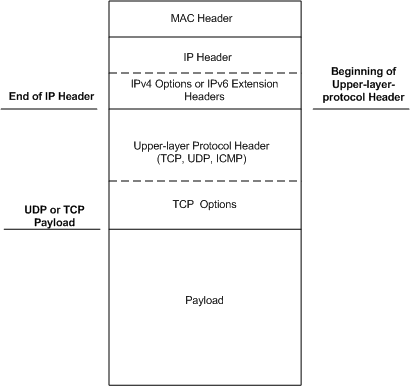 MAC Header
IP Header
IPv4 Options or IPv6 Extension
Headers
End of IP Header
Beginning of
Upper-layer-
protocol Header
Upper-layer Protocol Header
(TCP, UDP, ICMP)
TCP Options
UDP or TCP
Payload
Payload